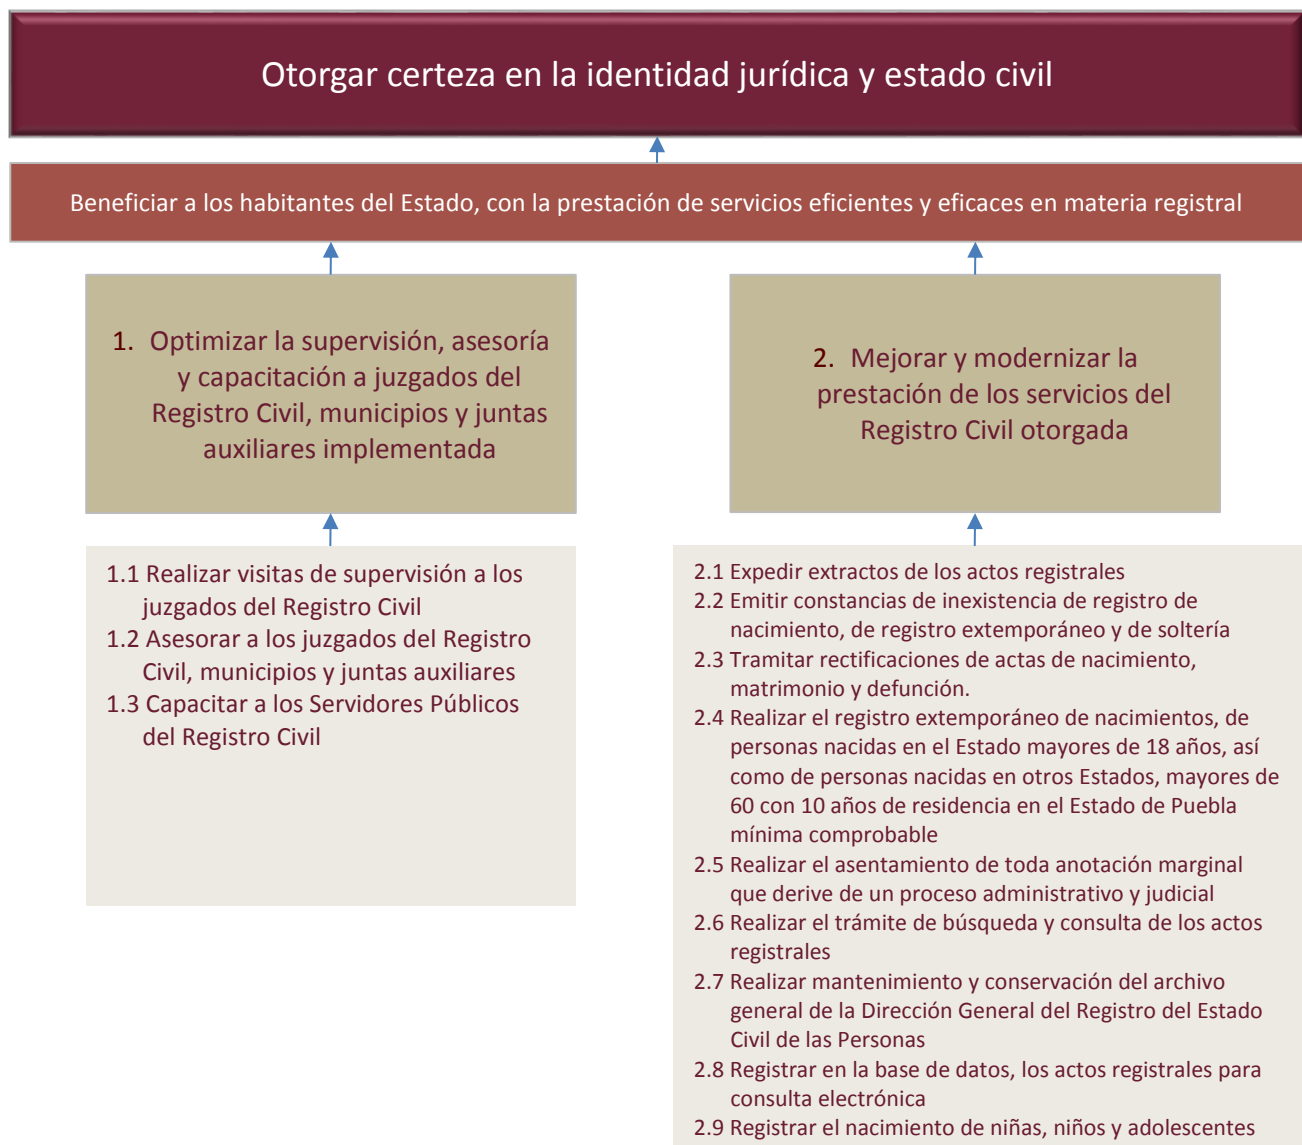 Otorgar certeza en la identidad jurídica y estado civil
Beneficiar a los habitantes del Estado, con la prestación de servicios eficientes y eficaces en materia registral
1. Optimizar la supervisión, asesoría
y capacitación a juzgados del
Registro Civil, municipios y juntas
auxiliares implementada
2. Mejorar y modernizar la
prestación de los servicios del
Registro Civil otorgada
1.1 Realizar visitas de supervisión a los
juzgados del Registro Civil
1.2 Asesorar a los juzgados del Registro
Civil, municipios y juntas auxiliares
1.3 Capacitar a los Servidores Públicos
del Registro Civil
2.1 Expedir extractos de los actos registrales
2.2 Emitir constancias de inexistencia de registro de
nacimiento, de registro extemporáneo y de soltería
2.3 Tramitar rectificaciones de actas de nacimiento,
matrimonio y defunción.
2.4 Realizar el registro extemporáneo de nacimientos, de
personas nacidas en el Estado mayores de 18 años, así
como de personas nacidas en otros Estados, mayores de
60 con 10 años de residencia en el Estado de Puebla
mínima comprobable
2.5 Realizar el asentamiento de toda anotación marginal
que derive de un proceso administrativo y judicial
2.6 Realizar el trámite de búsqueda y consulta de los actos
registrales
2.7 Realizar mantenimiento y conservación del archivo
general de la Dirección General del Registro del Estado
Civil de las Personas
2.8 Registrar en la base de datos, los actos registrales para
consulta electrónica
2.9 Registrar el nacimiento de niñas, niños y adolescentes